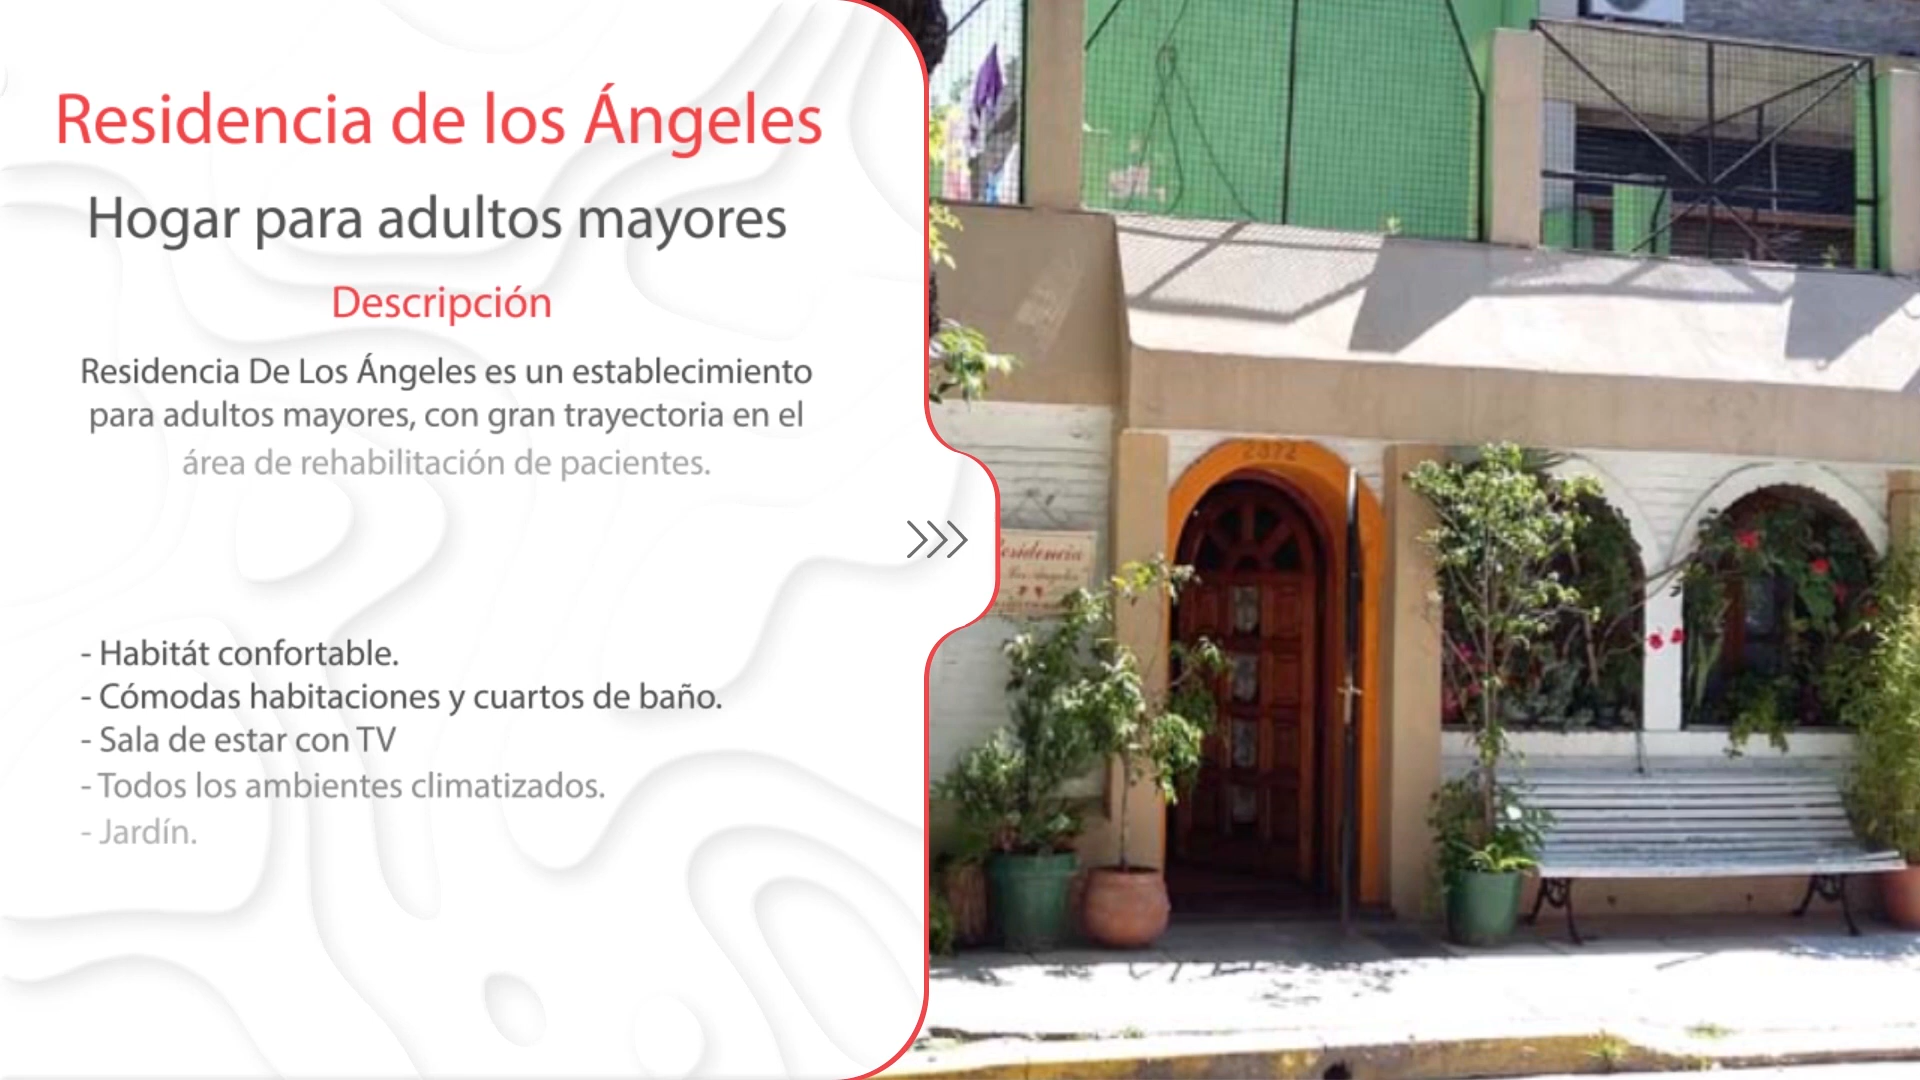 Residencia de los Ángeles
Hogar para adultos mayores
Descripción
Residencia De Los Ángeles es un establecimiento
para adultos mayores, con gran trayectoria en el
área de rehabilitación de pacientes.
- Habitát confortable.
- Cómodas habitaciones y cuartos de baño.
- Sala de estar con TV
- Todos los ambientes climatizados.
- Jardín.
2372
Residencia